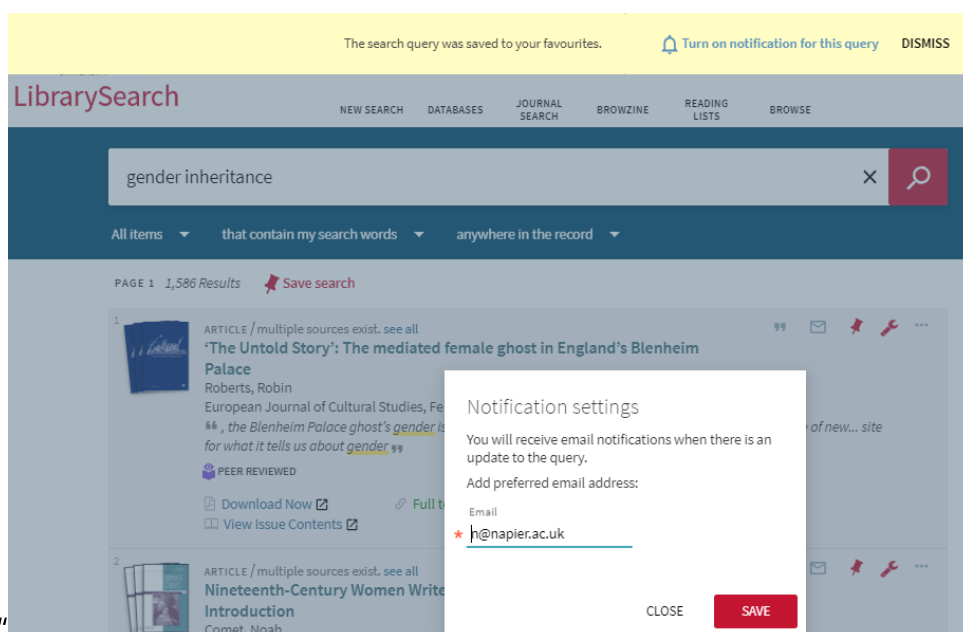 The search query was saved to your favourites. Turn on notification for this query DISMISS
LibrarySearch
NEW SEARCH DATABASES JOURNAL SEARCH BROWZINE READING LISTS BROWSE
gender inheritance
All items that contain my search words anywhere in the record
PAGE 1 1,586 Results Save search
1
ARTICLE / multiple sources exist. see all
‘The Untold Story’: The mediated female ghost in England’s Blenheim
Palace
Roberts, Robin
European Journal of Cultural Studies, Fe
, the Blenheim Palace ghost's gender is
of new... site
for what it tells us about gender
PEER REVIEWED
Download Now
Full t
View Issue Contents
Notification settings
You will receive email notifications when there is an
update to the query.
Add preferred email address:
Email
* h@napier.ac.uk
CLOSE SAVE
2
ARTICLE / multiple sources exist. see all
Nineteenth-Century Women Write
Introduction
Comet, Noah
"